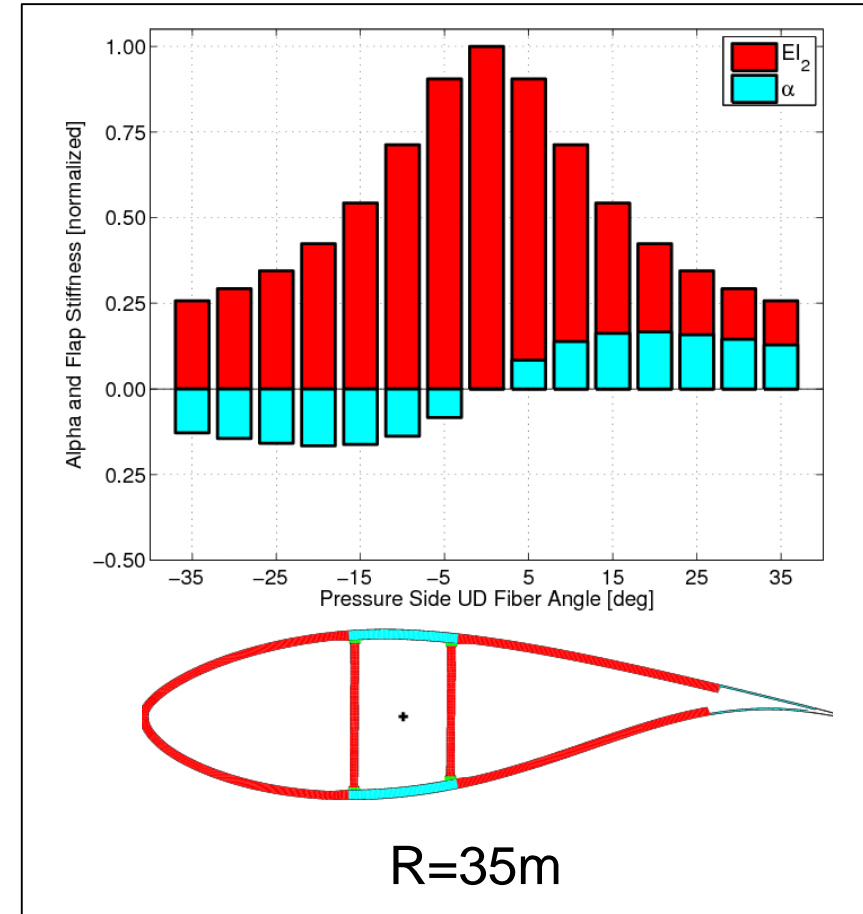 EI2
α
Alpha and Flap Stiffness [normalized]
1.00
0.75
0.50
0.25
0.00
0.25
−0.50
−35 −25 −15 −5 5 15 25 35
Pressure Side UD Fiber Angle [deg]
R=35m